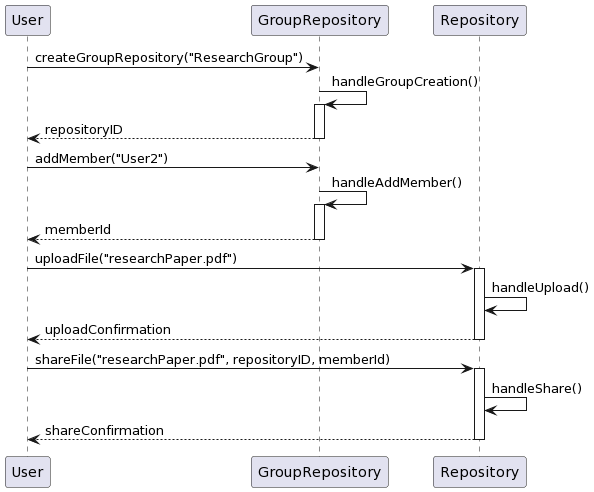 User GroupRepository Repository
createGroupRepository("ResearchGroup")
handleGroupCreation()
repositoryID
addMember("User2")
handleAddMember()
memberId
uploadFile("researchPaper.pdf")
handleUpload()
uploadConfirmation
shareFile("researchPaper.pdf", repositoryID, memberId)
handleShare()
shareConfirmation
User GroupRepository Repository